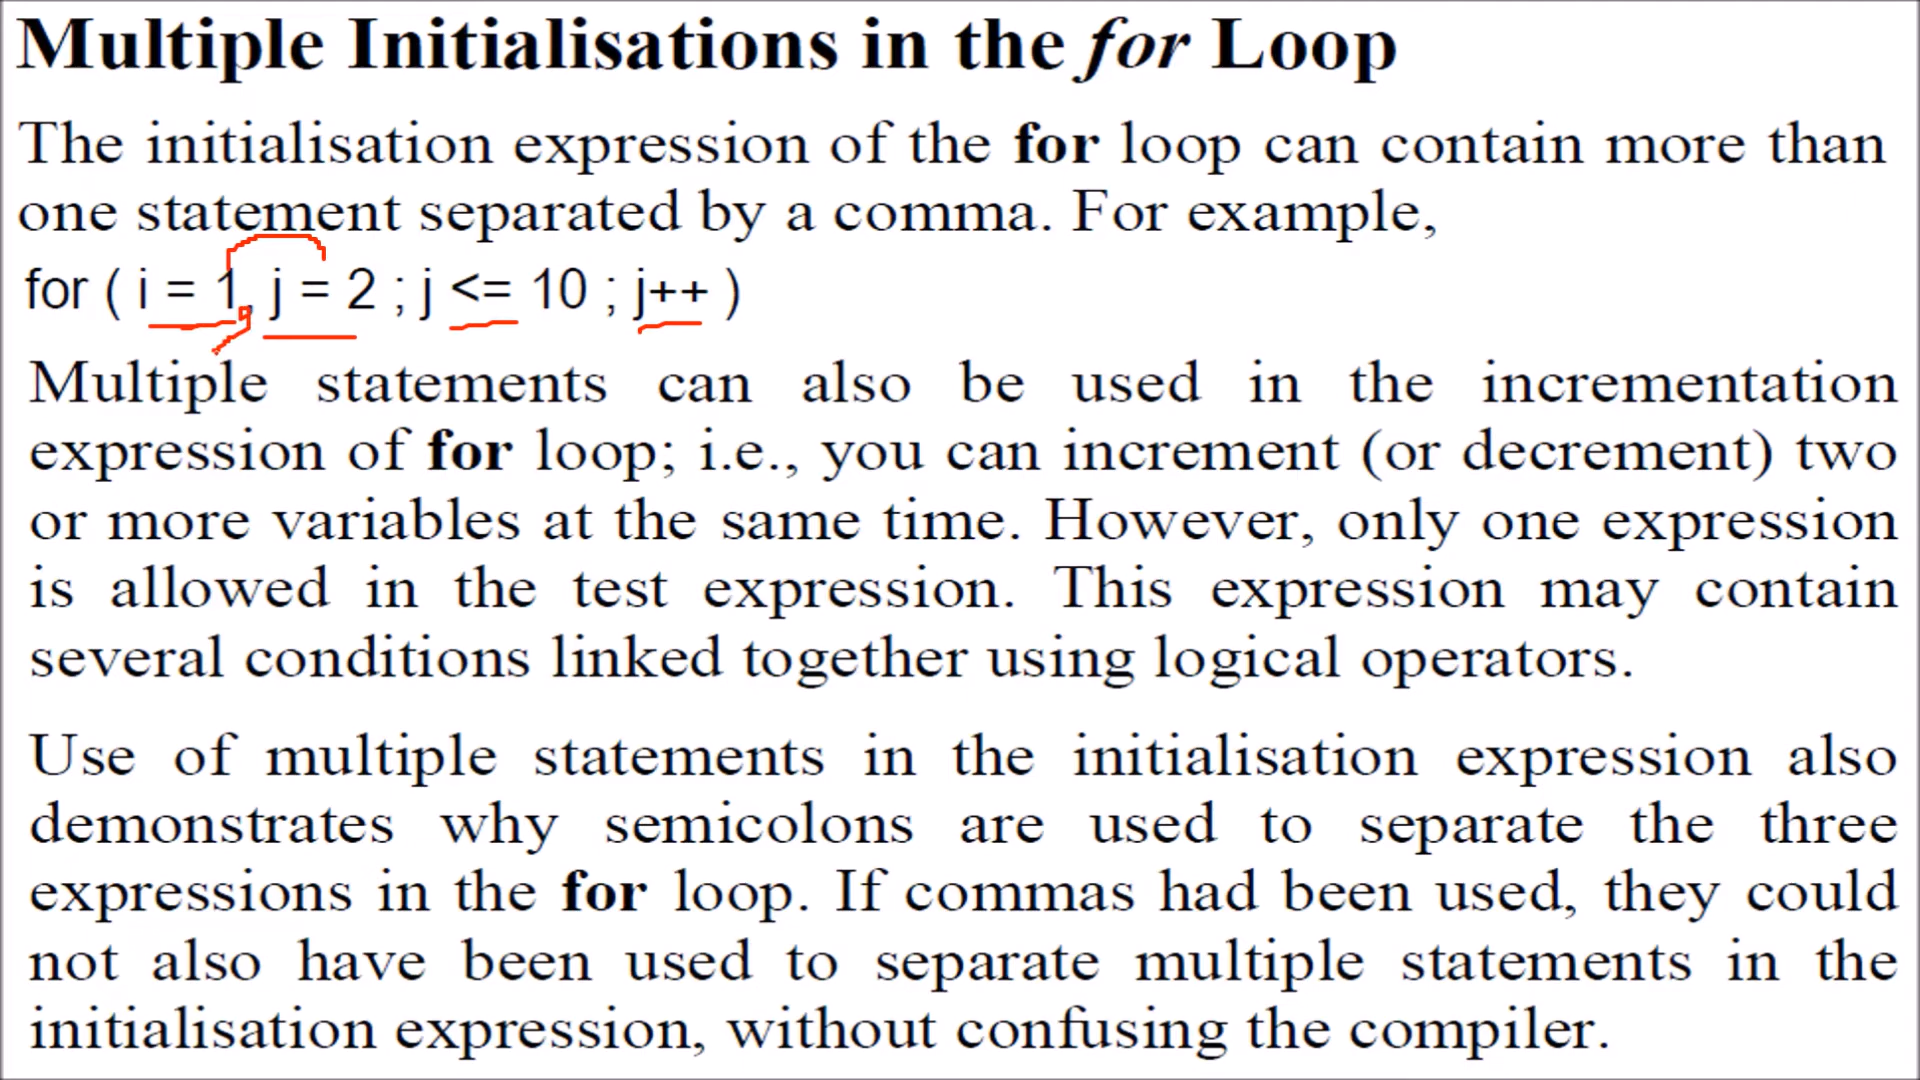 Multiple Initialisations in the for Loop
The initialisation expression of the for loop can contain more than
one statement separated by a comma. For example,
for ( i = 1, j = 2 ; j <= 10 ; j++ )
Multiple statements can also be used in the incrementation
expression of for loop; i.e., you can increment (or decrement) two
or more variables at the same time. However, only one expression
is allowed in the test expression. This expression may contain
several conditions linked together using logical operators.
Use of multiple statements in the initialisation expression also
demonstrates why semicolons are used to separate the three
expressions in the for loop. If commas had been used, they could
not also have been used to separate multiple statements in the
initialisation expression, without confusing the compiler.